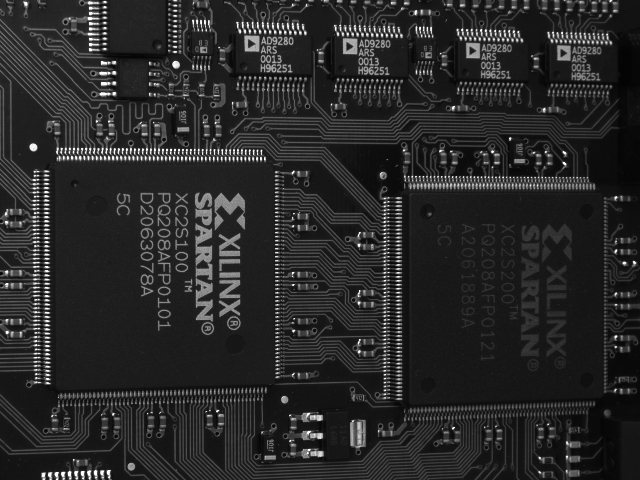 AD9280
ARS
0013
H96251
AD9280
ARS
0013
H96251
AD9280
ARS
0013
H96251
AD9280
ARS
0013
H96251
XILINX®
SPARTAN®
XC2S100™
PQ208AFP0101
D2063078A
5C
XILINX®
SPARTAN®
XC2S200™
PQ208AFP0121
A2061889A
5C